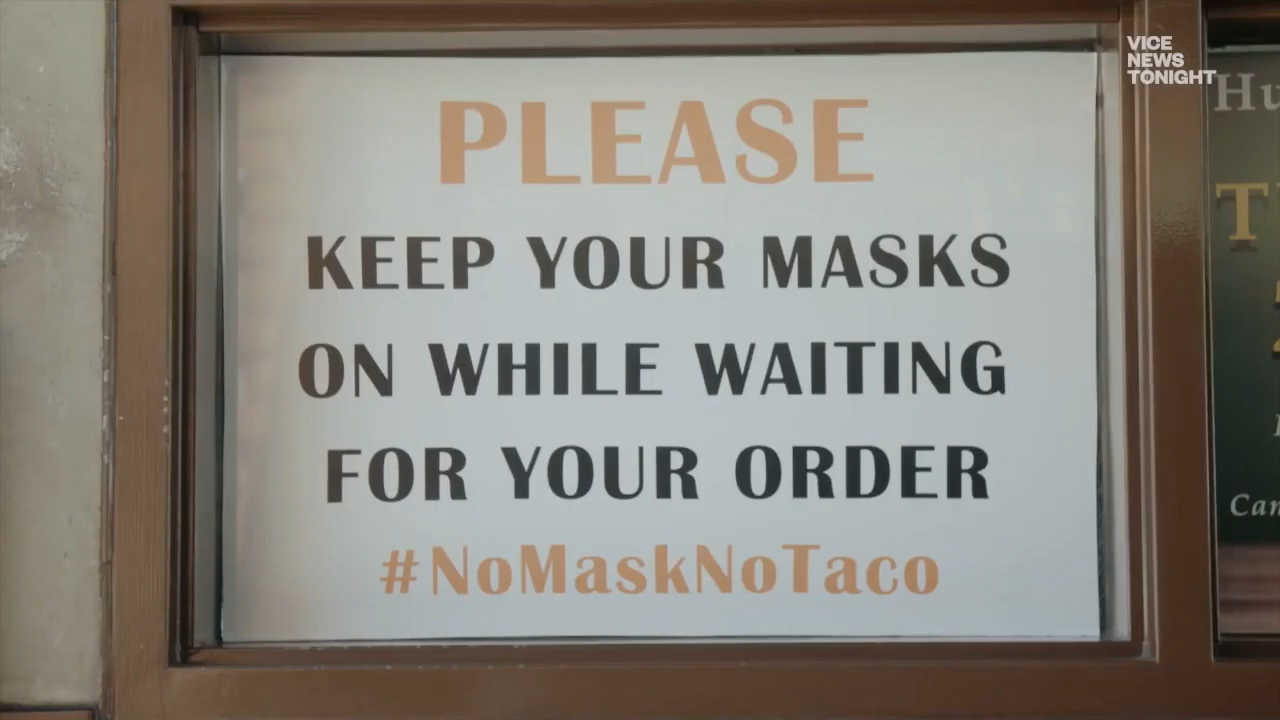 VICE
NEWS
TONIGHT
PLEASE
KEEP YOUR MASKS
ON WHILE WAITING
FOR YOUR ORDER
#NoMaskNoTaco